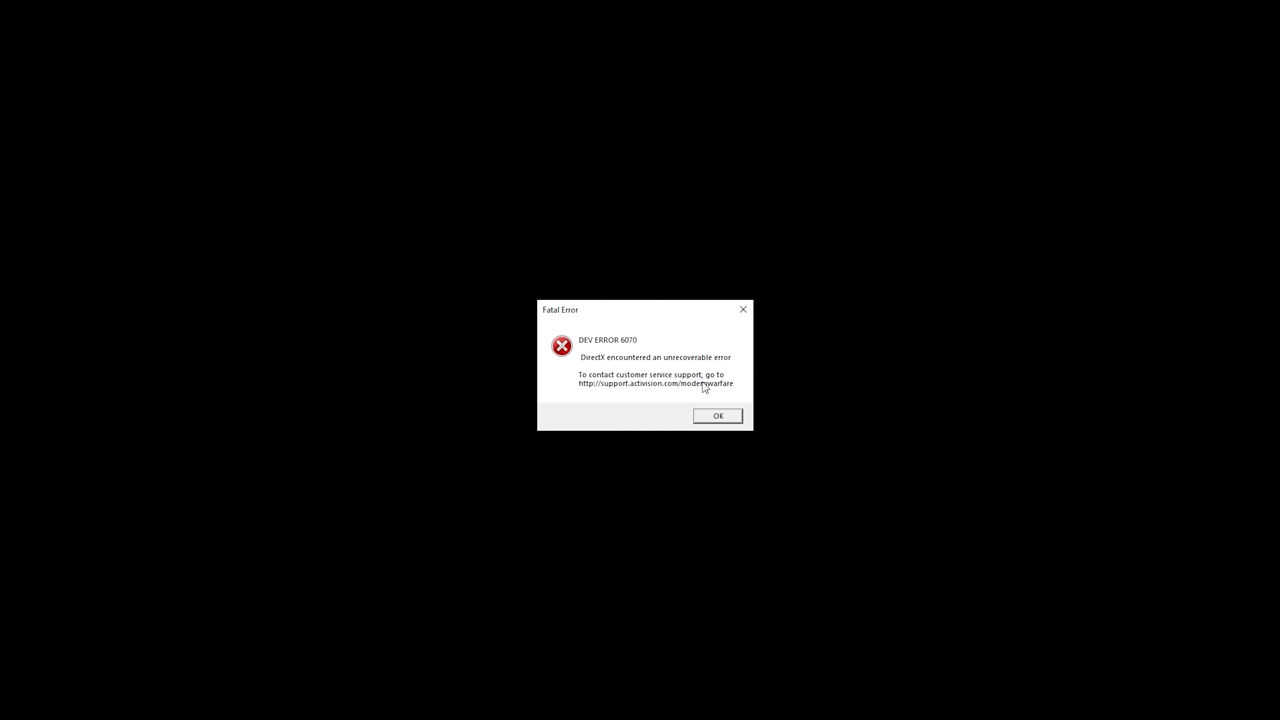 Fatal Error
DEV ERROR 6070
DirectX encountered an unrecoverable error
To contact customer service support, go to
http://support.activision.com/modernwarfare
OK